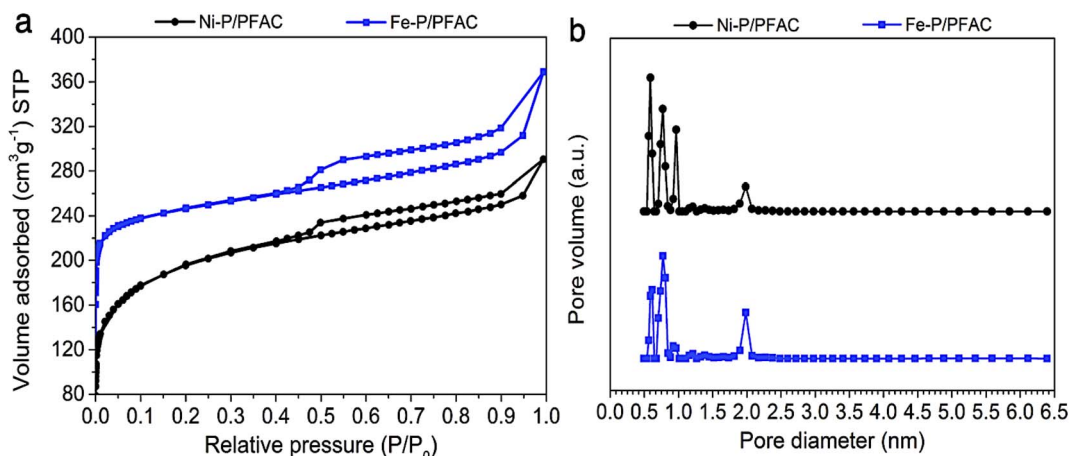 a
Ni-P/PFAC
Fe-P/PFAC
400
360
320
280
240
200
160
120
80
Volume adsorbed (cm³g⁻¹) STP
0.0 0.1 0.2 0.3 0.4 0.5 0.6 0.7 0.8 0.9 1.0
Relative pressure (P/P₀)
b
Ni-P/PFAC
Fe-P/PFAC
Pore volume (a.u.)
0.0 0.5 1.0 1.5 2.0 2.5 3.0 3.5 4.0 4.5 5.0 5.5 6.0 6.5
Pore diameter (nm)